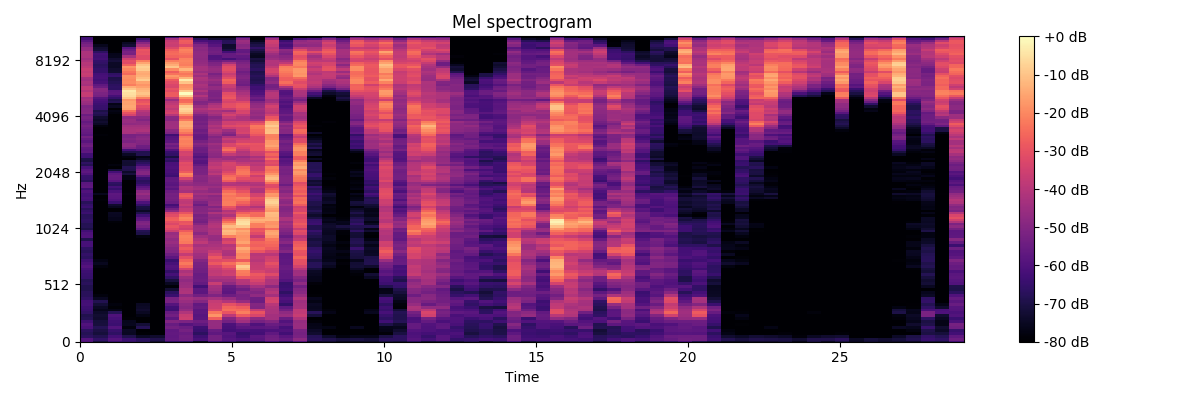 Mel spectrogram
Hz
8192
4096
2048
1024
512
0
0 5 10 15 20 25
Time
+0 dB
-10 dB
-20 dB
-30 dB
-40 dB
-50 dB
-60 dB
-70 dB
-80 dB